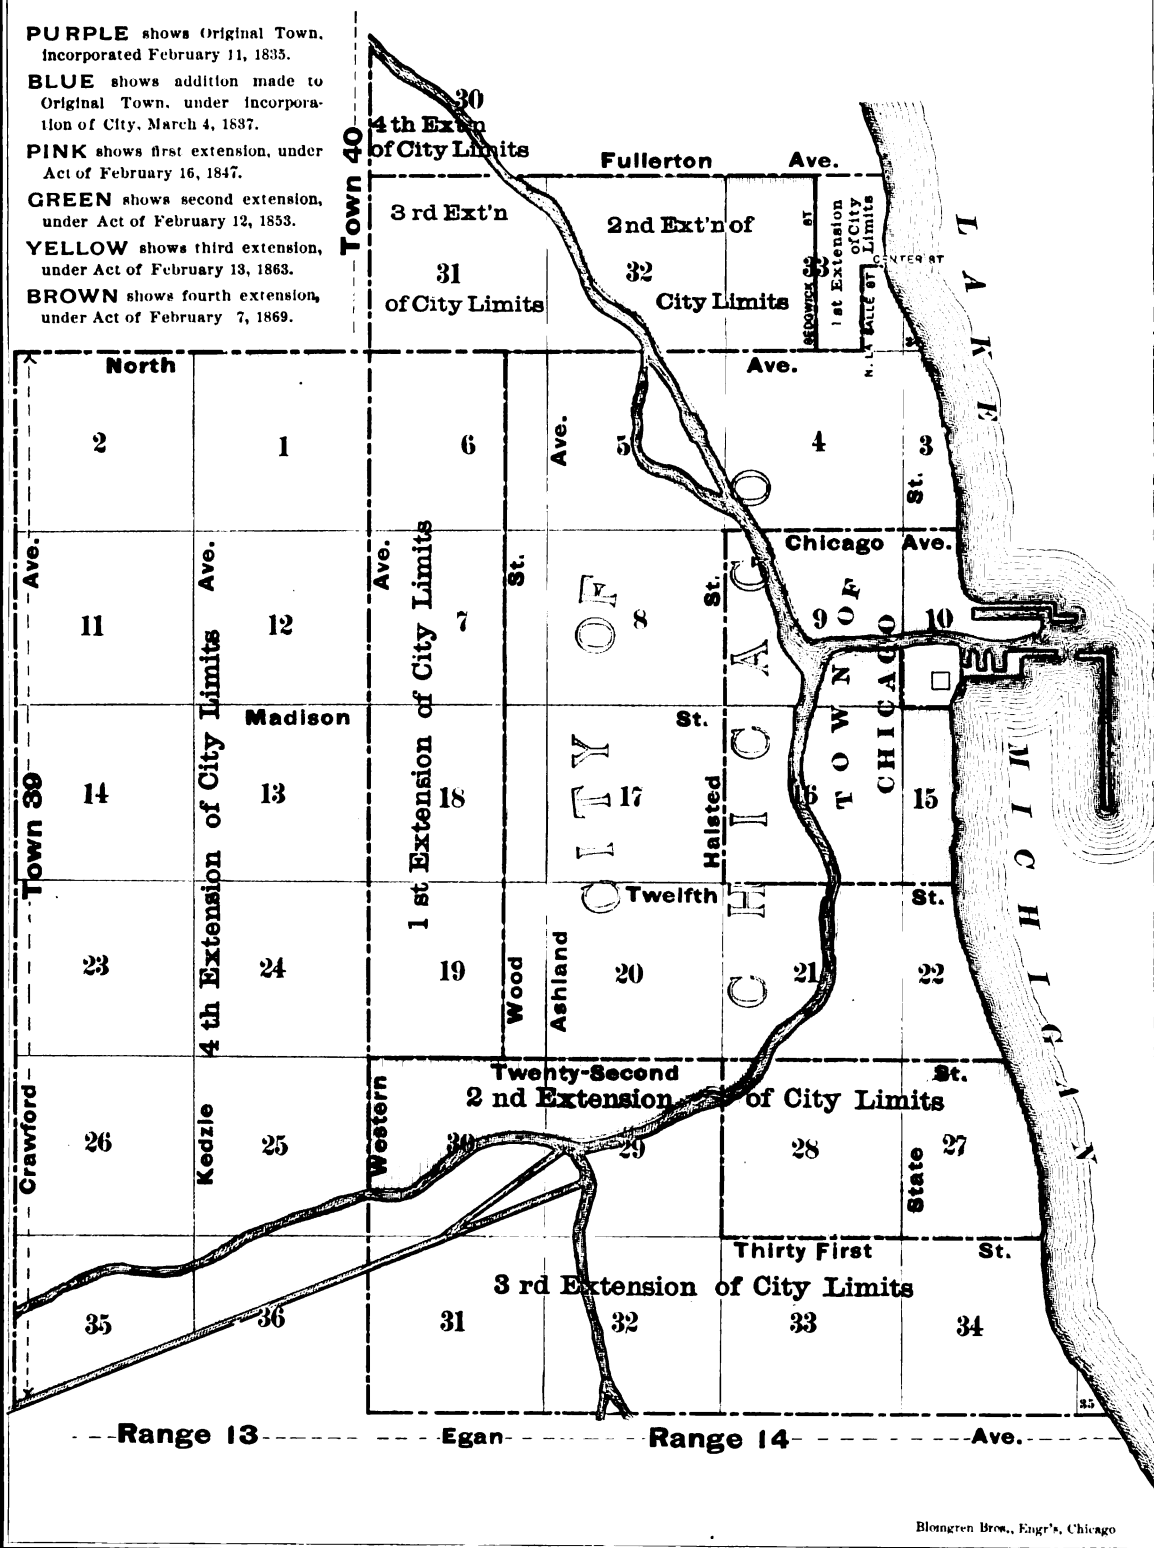 PURPLE shows Original Town,
incorporated February 11, 1835.
BLUE shows addition made to
Original Town, under incorpora-
tion of City, March 4, 1837.
PINK shows first extension, under
Act of February 16, 1847.
GREEN shows second extension,
under Act of February 12, 1853.
YELLOW shows third extension,
under Act of February 13, 1863.
BROWN shows fourth extension,
under Act of February 7, 1869.
Town 40
30
4th Ext'n
of City Limits
Fullerton Ave.
3rd Ext'n
31
of City Limits
2nd Ext'n of
32
City Limits
SEDGWICK ST
33
1st Extension
of City
Limits
N. LA SALLE ST
CENTER ST
LAKE MICHIGAN
North Ave.
2
1
6
5
4
3
Ave.
St.
Chicago Ave.
Ave.
Ave.
Ave.
St.
St.
11
12
7
8
9
10
4th Extension of City Limits
1st Extension of City Limits
CITY OF
CHICAGO
TOWN OF
CHICAGO
Madison St.
Town 39
14
13
18
17
16
15
Halsted
Twelfth St.
23
24
19
20
21
22
Wood
Ashland
Twenty-Second St.
2nd Extension of City Limits
Crawford
Kedzie
Western
State
26
25
30
29
28
27
Thirty First St.
3rd Extension of City Limits
35
36
31
32
33
34
35
Range 13
Egan
Range 14
Ave.
Blomgren Bros., Engr's, Chicago